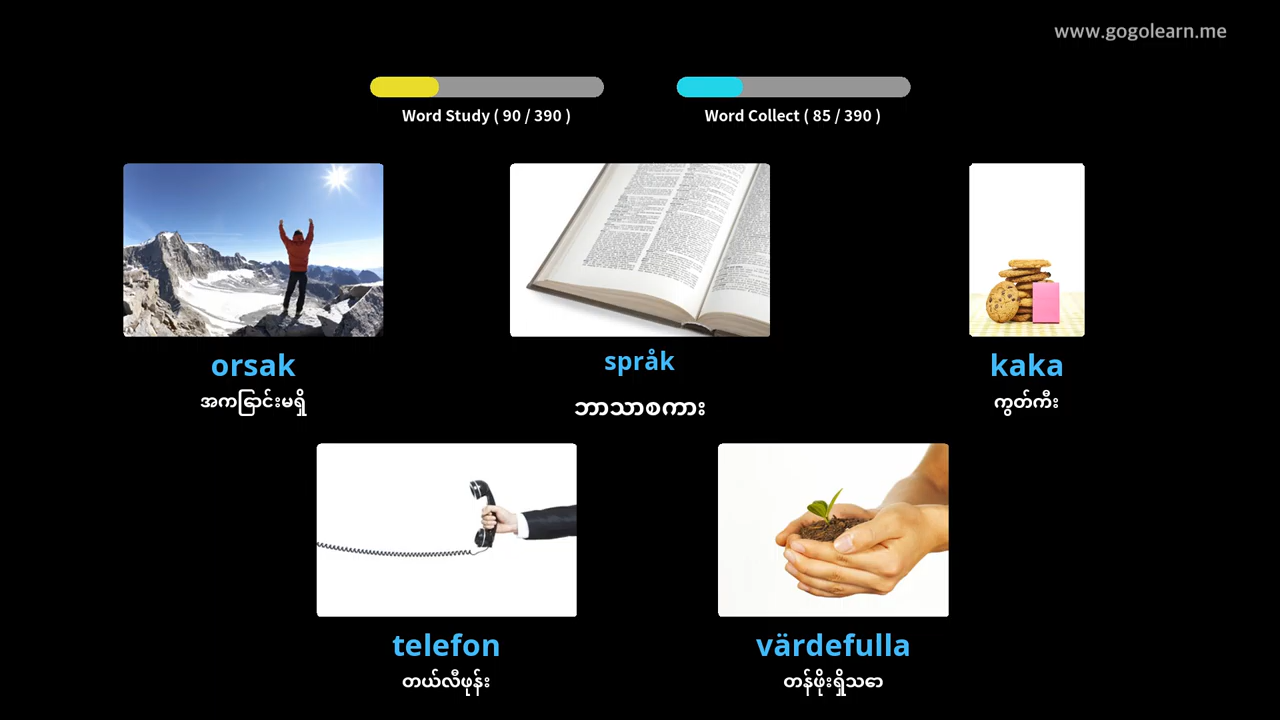 www.gogolearn.me
Word Study ( 90 / 390 )
Word Collect ( 85 / 390 )
orsak
språk
kaka
အကြောင်းမရှိ
ဘာသာစကား
ကွတ်ကီး
telefon
värdefulla
တယ်လီဖုန်း
တန်ဖိုးရှိသော